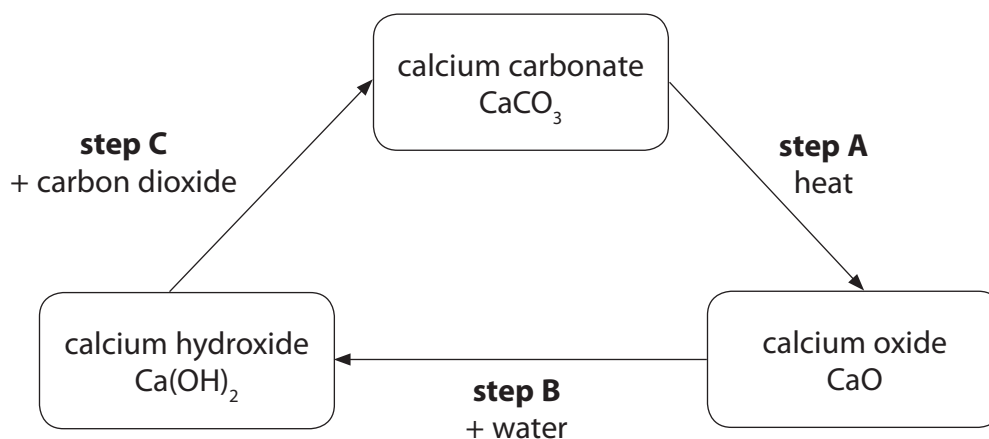 calcium carbonate
CaCO₃
step C
+ carbon dioxide
step A
heat
calcium hydroxide
Ca(OH)₂
calcium oxide
CaO
step B
+ water